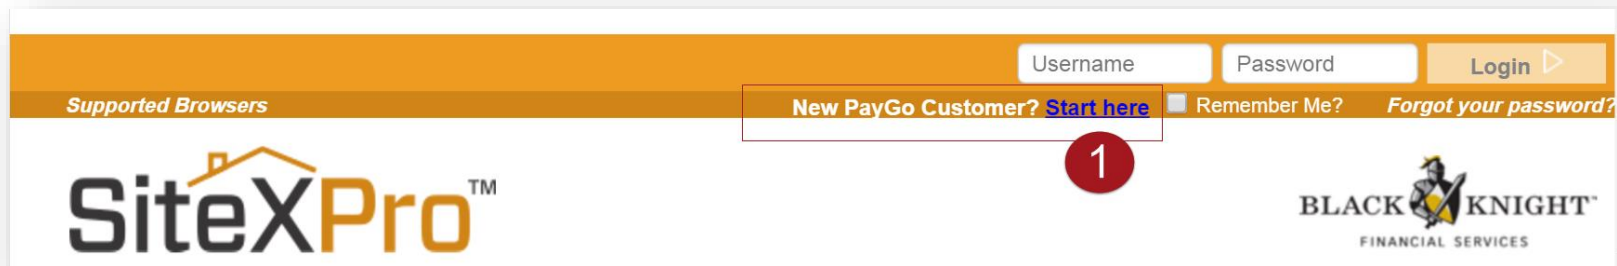 Username Password Login
Supported Browsers New PayGo Customer? Start here Remember Me? Forgot your password?
1
SiteXPro™
BLACK KNIGHT™
FINANCIAL SERVICES